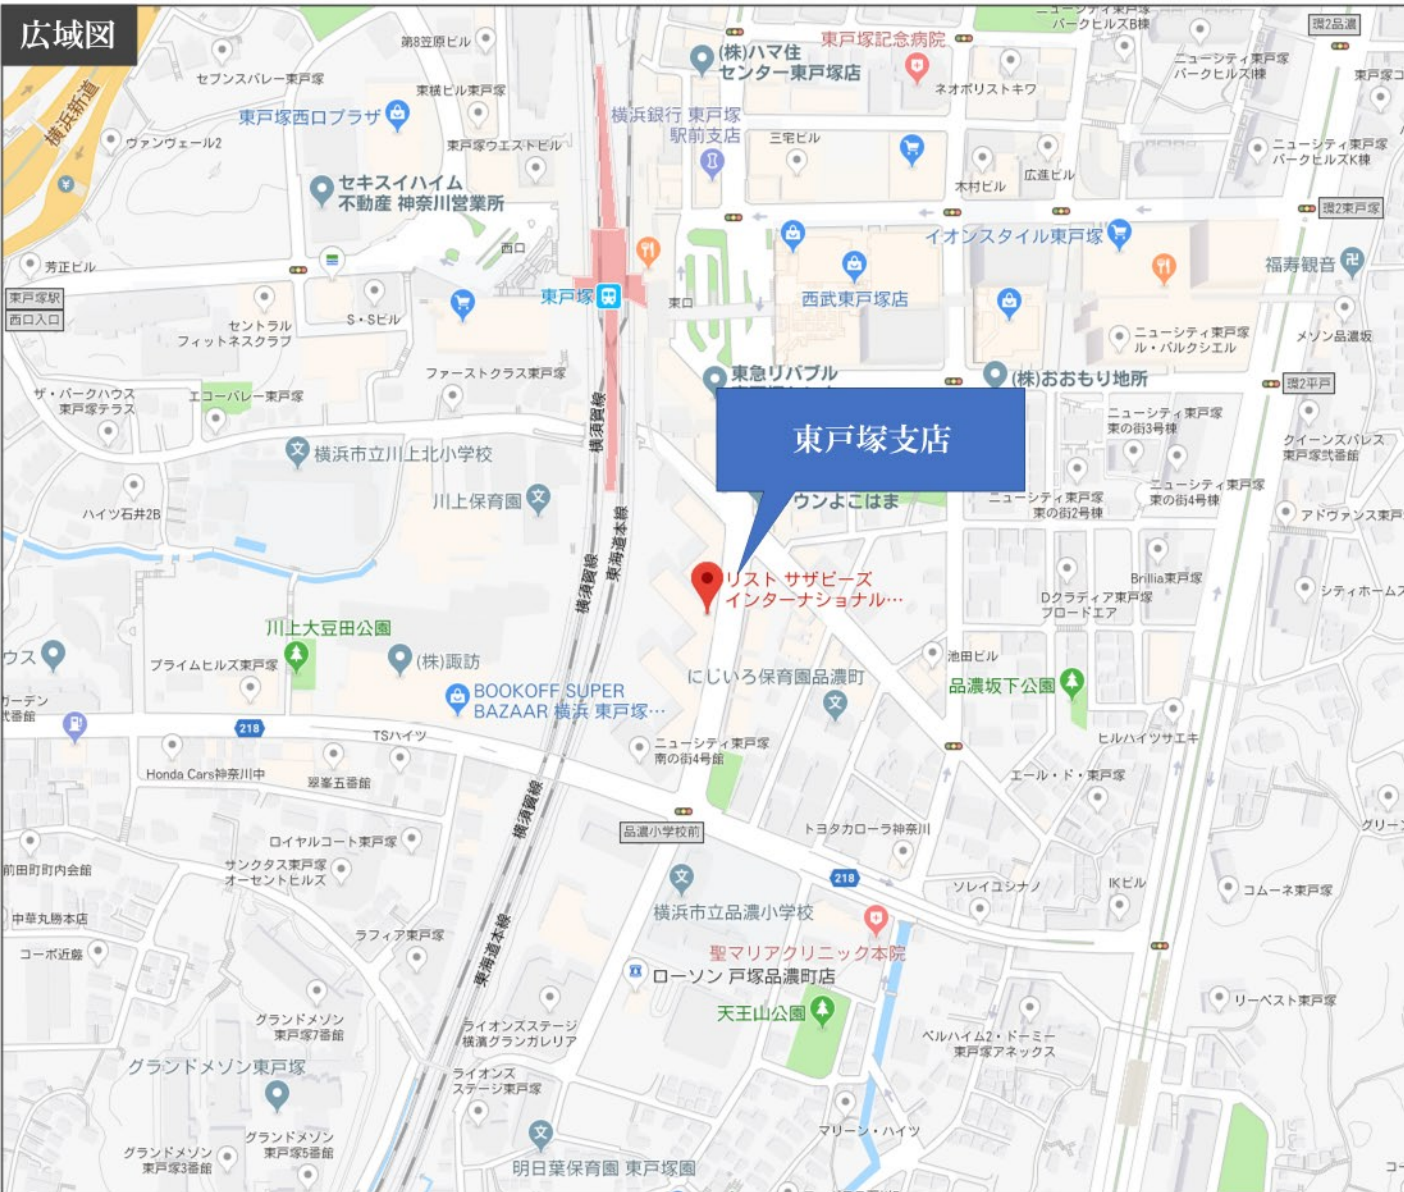 広域図
第8笠原ビル
セブンスバレー東戸塚
東横ビル東戸塚
東戸塚西口プラザ
横浜新道
ヴァンヴェール2
東戸塚ウエストビル
セキスイハイム
不動産 神奈川営業所
西口
芳正ビル
東戸塚駅
西口入口
セントラル
フィットネスクラブ
S・Sビル
東戸塚
(株)ハマ住
センター東戸塚店
東戸塚記念病院
ニューシティ東戸塚
パークヒルズB棟
環2品濃
ニューシティ東戸塚
パークヒルズI棟
東戸塚コ
ネオポリストキワ
横浜銀行 東戸塚
駅前支店
三宅ビル
木村ビル
広進ビル
ニューシティ東戸塚
パークヒルズK棟
環2東戸塚
イオンスタイル東戸塚
福寿観音
西武東戸塚店
東口
ニューシティ東戸塚
ル・パルクシエル
メゾン品濃坂
ファーストクラス東戸塚
東急リバブル
(株)おおもり地所
環2平戸
ザ・パークハウス
東戸塚テラス
エコーバレー東戸塚
横須賀線
ニューシティ東戸塚
東の街3号棟
クイーンズパレス
東戸塚弐番館
横浜市立川上北小学校
東戸塚支店
川上保育園
ウンよこはま
ニューシティ東戸塚
東の街2号棟
ニューシティ東戸塚
東の街4号棟
ハイツ石井2B
アドヴァンス東戸
東海道本線
横須賀線
リスト サザビーズ
インターナショナル…
Brillia東戸塚
Dクラディア東戸塚
ブロードエア
シティホームズ
川上大豆田公園
ウス
プライムヒルズ東戸塚
(株)諏訪
にじいろ保育園品濃町
池田ビル
品濃坂下公園
BOOKOFF SUPER
BAZAAR 横浜 東戸塚…
ガーデン
弐番館
218
TSハイツ
ニューシティ東戸塚
南の街4号館
ヒルハイツサエキ
Honda Cars神奈川中
翠峯五番館
エール・ド・東戸塚
横須賀線
品濃小学校前
トヨタカローラ神奈川
グリーン
ロイヤルコート東戸塚
前田町町内会館
サンクタス東戸塚
オーセントヒルズ
218
ソレイユシナノ
IKビル
コムーネ東戸塚
中華丸勝本店
横浜市立品濃小学校
コーポ近藤
ラフィア東戸塚
東海道本線
聖マリアクリニック本院
ローソン 戸塚品濃町店
リーベスト東戸塚
天王山公園
グランドメゾン
東戸塚7番館
ライオンズステージ
横濱グランガレリア
ベルハイム2・ドーミー
東戸塚アネックス
グランドメゾン東戸塚
ライオンズ
ステージ東戸塚
マリーン・ハイツ
グランドメゾン
東戸塚3番館
グランドメゾン
東戸塚5番館
明日葉保育園 東戸塚園
コー